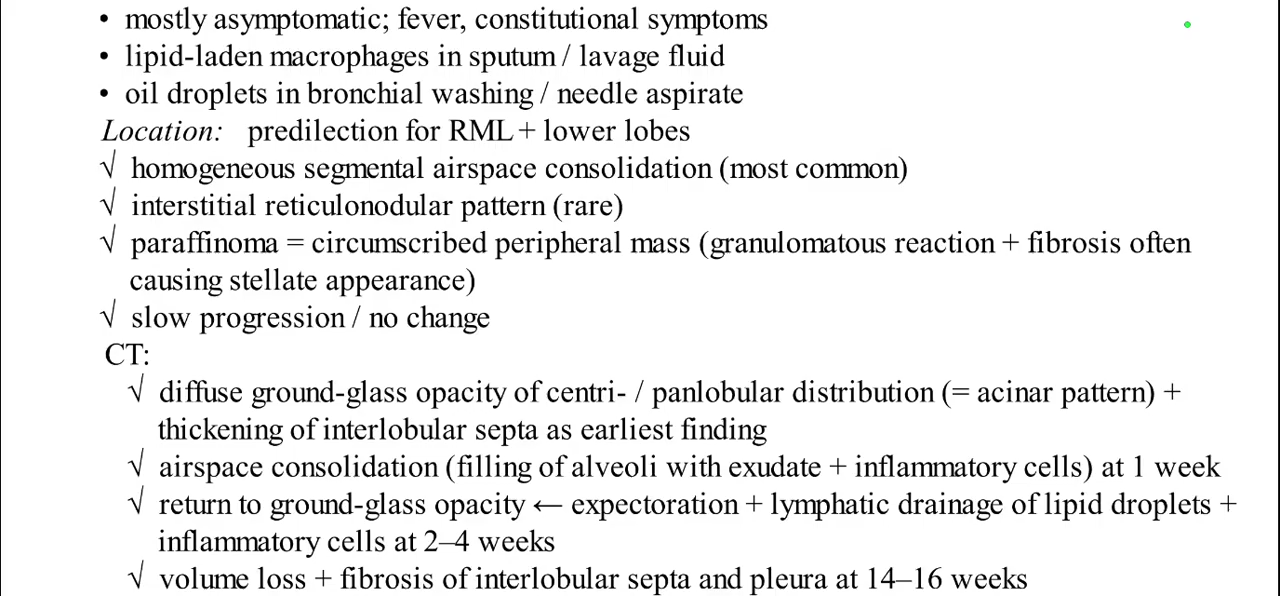 • mostly asymptomatic; fever, constitutional symptoms
• lipid-laden macrophages in sputum / lavage fluid
• oil droplets in bronchial washing / needle aspirate
Location: predilection for RML + lower lobes
√ homogeneous segmental airspace consolidation (most common)
√ interstitial reticulonodular pattern (rare)
√ paraffinoma = circumscribed peripheral mass (granulomatous reaction + fibrosis often
causing stellate appearance)
√ slow progression / no change
CT:
√ diffuse ground-glass opacity of centri- / panlobular distribution (= acinar pattern) +
thickening of interlobular septa as earliest finding
√ airspace consolidation (filling of alveoli with exudate + inflammatory cells) at 1 week
√ return to ground-glass opacity ← expectoration + lymphatic drainage of lipid droplets +
inflammatory cells at 2–4 weeks
√ volume loss + fibrosis of interlobular septa and pleura at 14–16 weeks